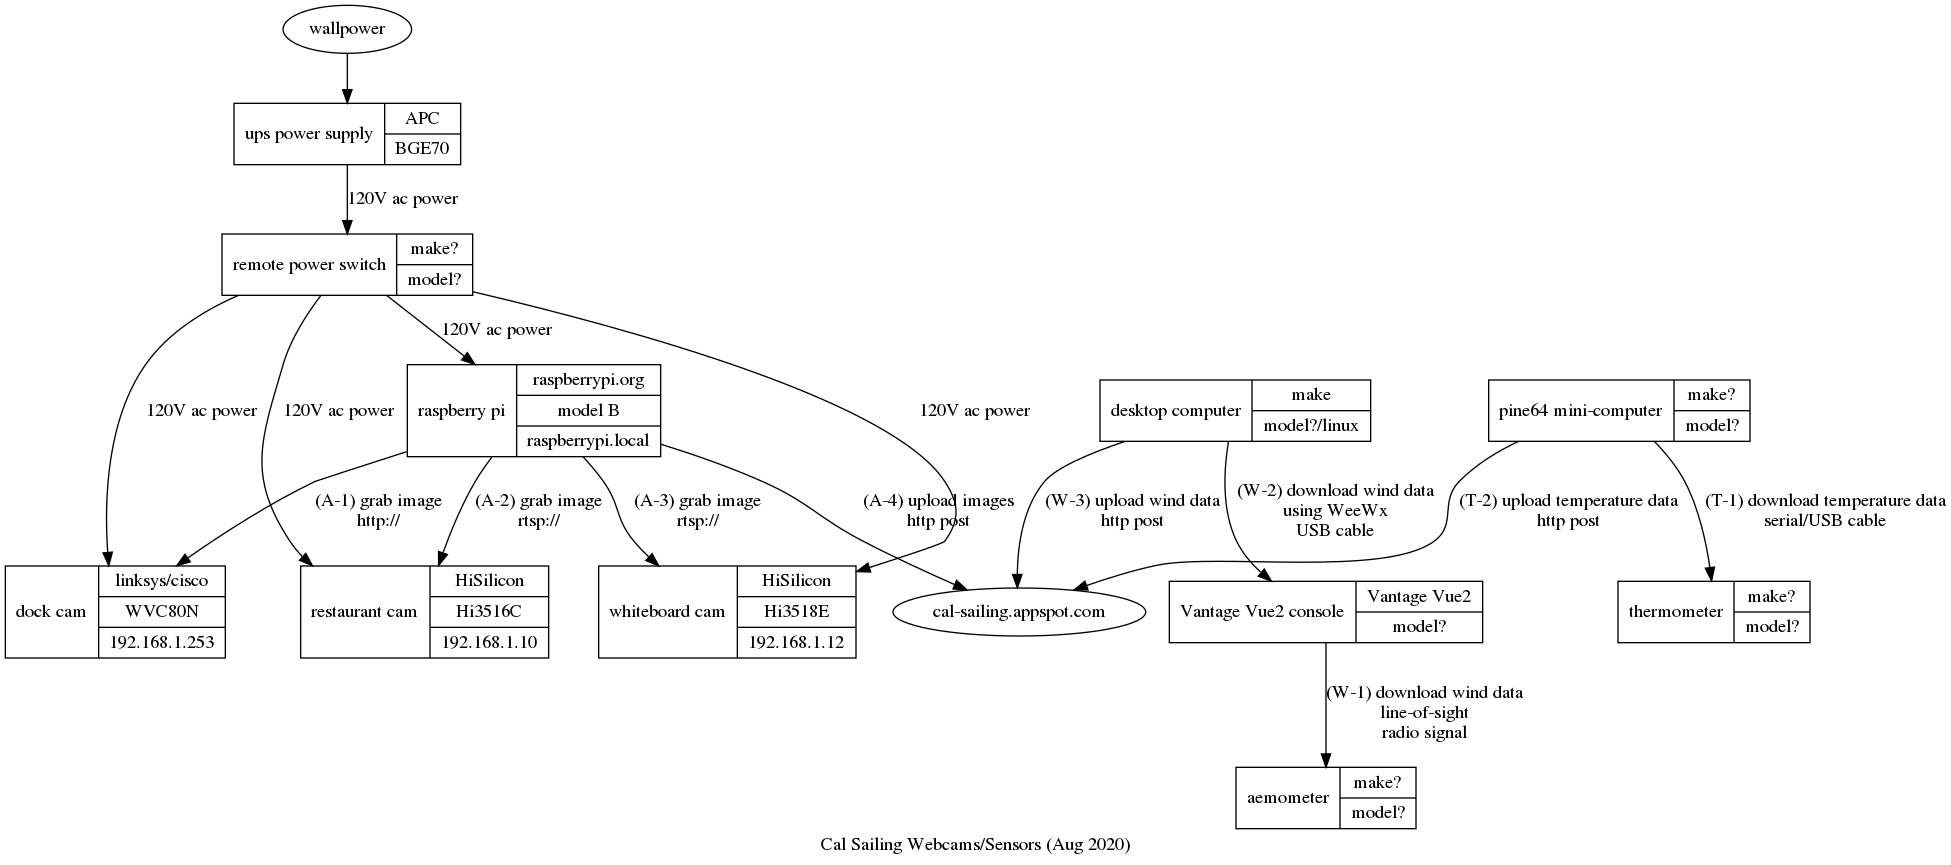 wallpower
ups power supply
APC
BGE70
120V ac power
remote power switch
make?
model?
120V ac power
120V ac power
120V ac power
120V ac power
raspberry pi
raspberrypi.org
model B
raspberrypi.local
desktop computer
make
model?/linux
pine64 mini-computer
make?
model?
(A-1) grab image
http://
(A-2) grab image
rtsp://
(A-3) grab image
rtsp://
(A-4) upload images
http post
(W-3) upload wind data
http post
(W-2) download wind data
using WeeWx
USB cable
(T-2) upload temperature data
http post
(T-1) download temperature data
serial/USB cable
dock cam
linksys/cisco
WVC80N
192.168.1.253
restaurant cam
HiSilicon
Hi3516C
192.168.1.10
whiteboard cam
HiSilicon
Hi3518E
192.168.1.12
cal-sailing.appspot.com
Vantage Vue2 console
Vantage Vue2
model?
thermometer
make?
model?
(W-1) download wind data
line-of-sight
radio signal
aemometer
make?
model?
Cal Sailing Webcams/Sensors (Aug 2020)